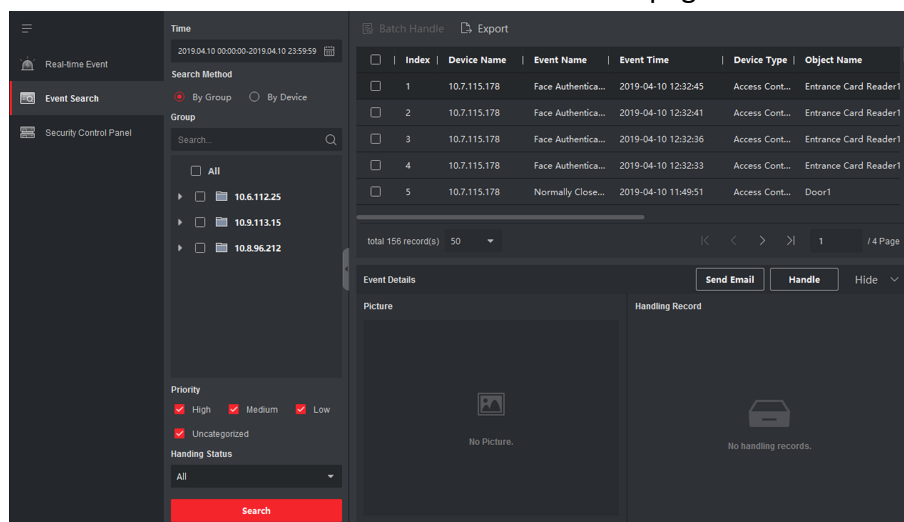 Real-time Event
Event Search
Security Control Panel
Time
2019.04.10 00:00:00-2019.04.10 23:59:59
Search Method
By Group By Device
Group
Search...
All
10.6.112.25
10.9.113.15
10.8.96.212
Priority
High Medium Low
Uncategorized
Handing Status
All
Search
Batch Handle Export
Index Device Name Event Name Event Time Device Type Object Name
1 10.7.115.178 Face Authentica... 2019-04-10 12:32:45 Access Cont... Entrance Card Reader1
2 10.7.115.178 Face Authentica... 2019-04-10 12:32:41 Access Cont... Entrance Card Reader1
3 10.7.115.178 Face Authentica... 2019-04-10 12:32:36 Access Cont... Entrance Card Reader1
4 10.7.115.178 Face Authentica... 2019-04-10 12:32:33 Access Cont... Entrance Card Reader1
5 10.7.115.178 Normally Close... 2019-04-10 11:49:51 Access Cont... Door1
total 156 record(s) 50 1 / 4 Page
Event Details Send Email Handle Hide
Picture Handling Record
No Picture.
No handling records.